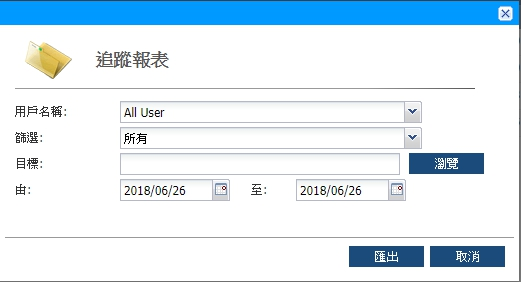 追蹤報表
用戶名稱: All User
篩選: 所有
目標: 瀏覽
由: 2018/06/26 至: 2018/06/26
匯出 取消